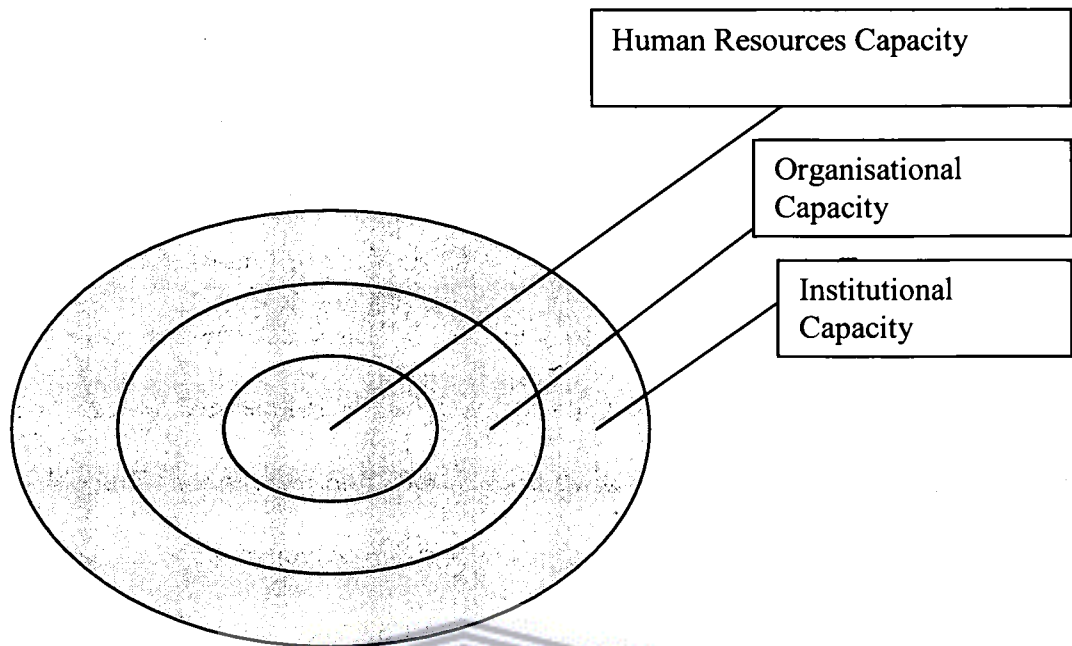 Human Resources Capacity
Organisational
Capacity
Institutional
Capacity